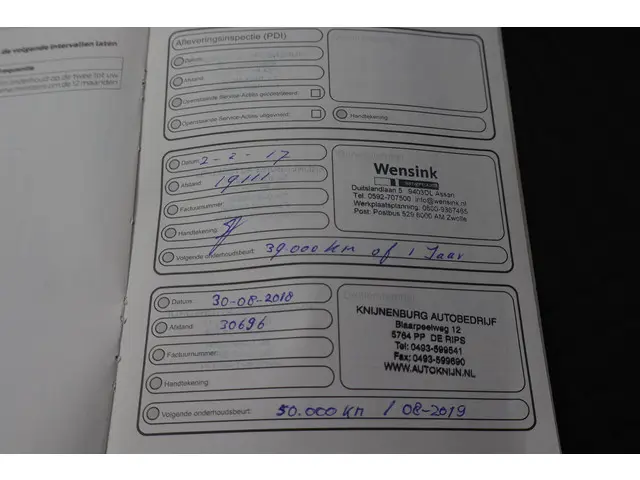 de volgende intervallen laten
Afleveringsinspectie (PDI)
Datum:
Afstand:
Openstaande Service-Acties gecontroleerd:
Openstaande Service-Acties uitgevoerd:
Handtekening:
Datum: 2-2-17
Afstand: 19111
Factuurnummer:
Handtekening:
Wensink
Duitslandlaan 5 9403DL Assen
Tel. 0592-707500 info@wensink.nl
Werkplaatsplanning: 0800-9367465
Post: Postbus 529 8000 AM Zwolle
Volgende onderhoudsbeurt: 39.000 km of 1 Jaar
Datum: 30-08-2018
Afstand: 30696
Factuurnummer:
Handtekening:
KNIJNENBURG AUTOBEDRIJF
Blaarpeelweg 12
5764 PP DE RIPS
Tel: 0493-599541
Fax: 0493-599690
WWW.AUTOKNIJN.NL
Volgende onderhoudsbeurt: 50.000 km / 08-2019